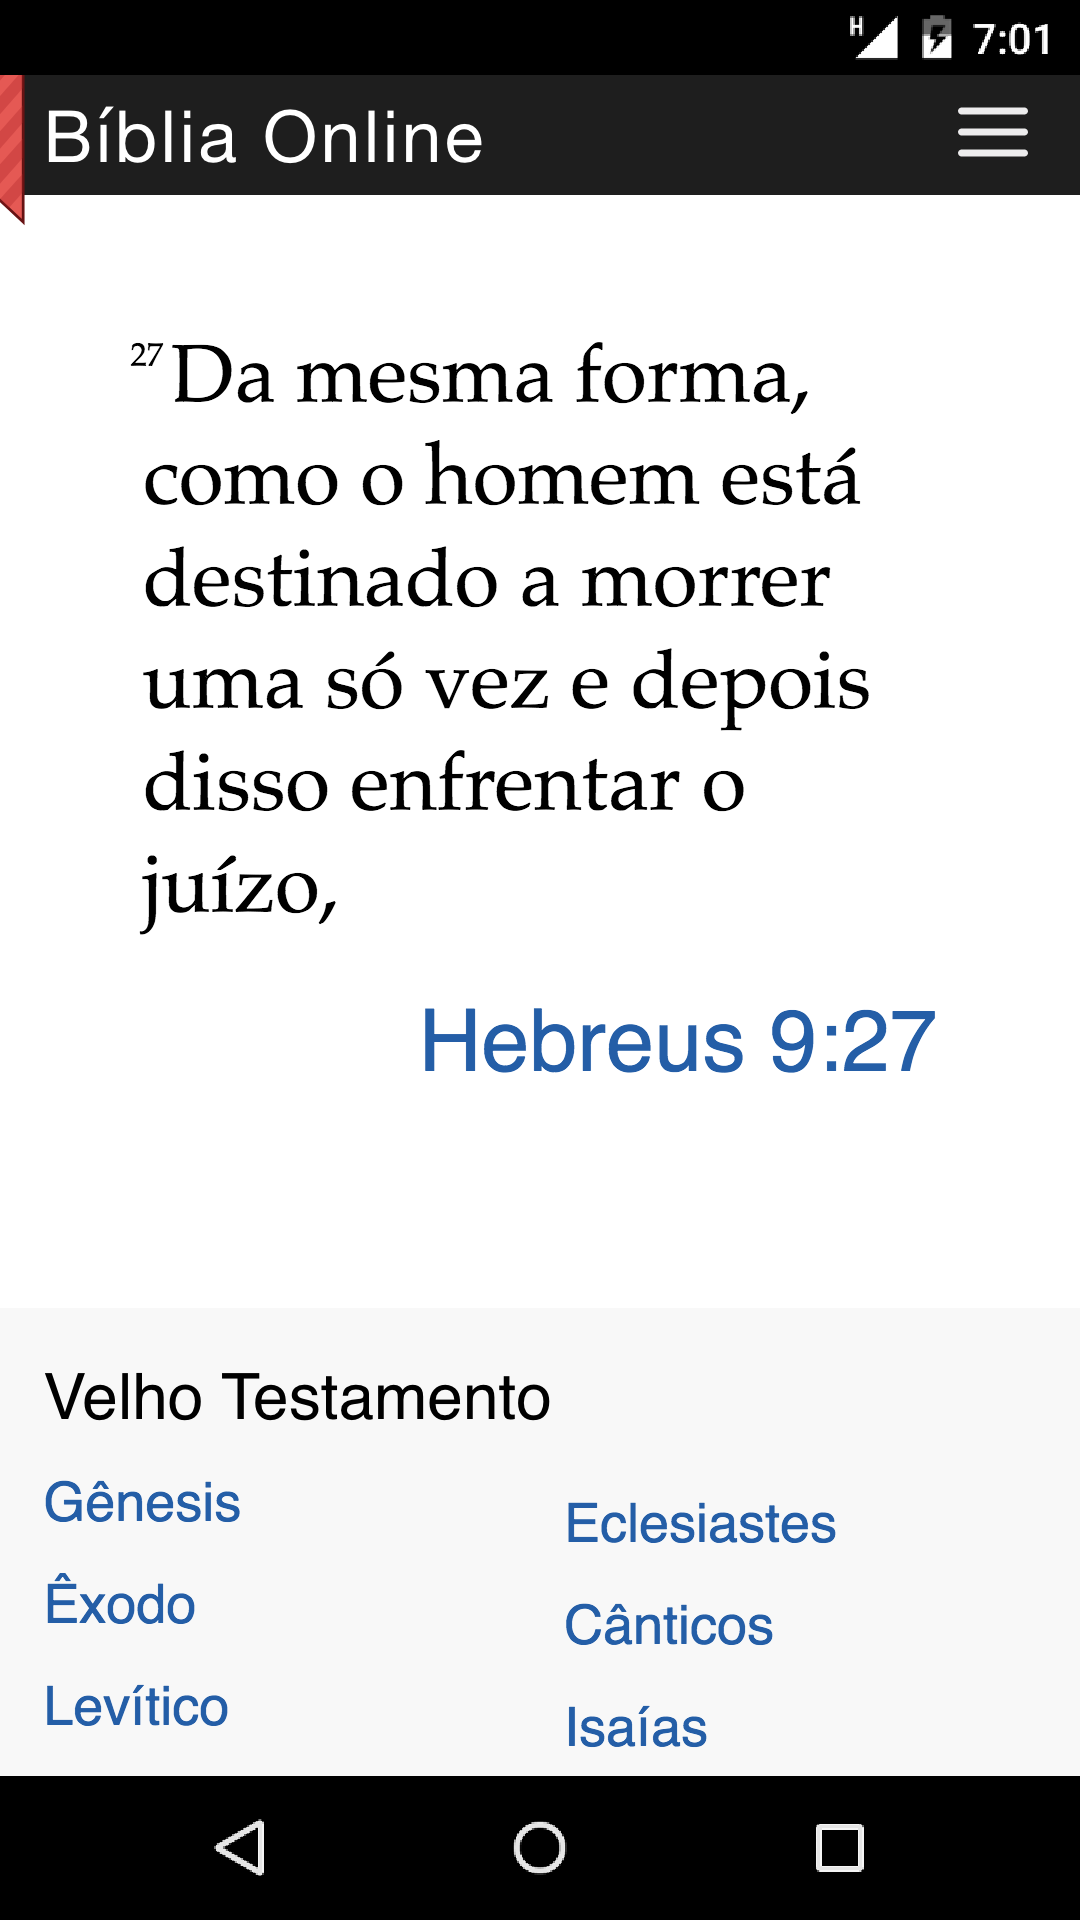 H 7:01
Bíblia Online
27 Da mesma forma,
como o homem está
destinado a morrer
uma só vez e depois
disso enfrentar o
juízo,
Hebreus 9:27
Velho Testamento
Gênesis
Êxodo
Levítico
Eclesiastes
Cânticos
Isaías